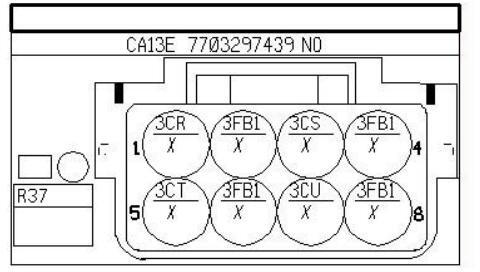 CA13E 7703297439 NO
3CR 3FB1 3CS 3FB1
1 X X X X 4
R37
3CT 3FB1 3CU 3FB1
5 X X X X 8